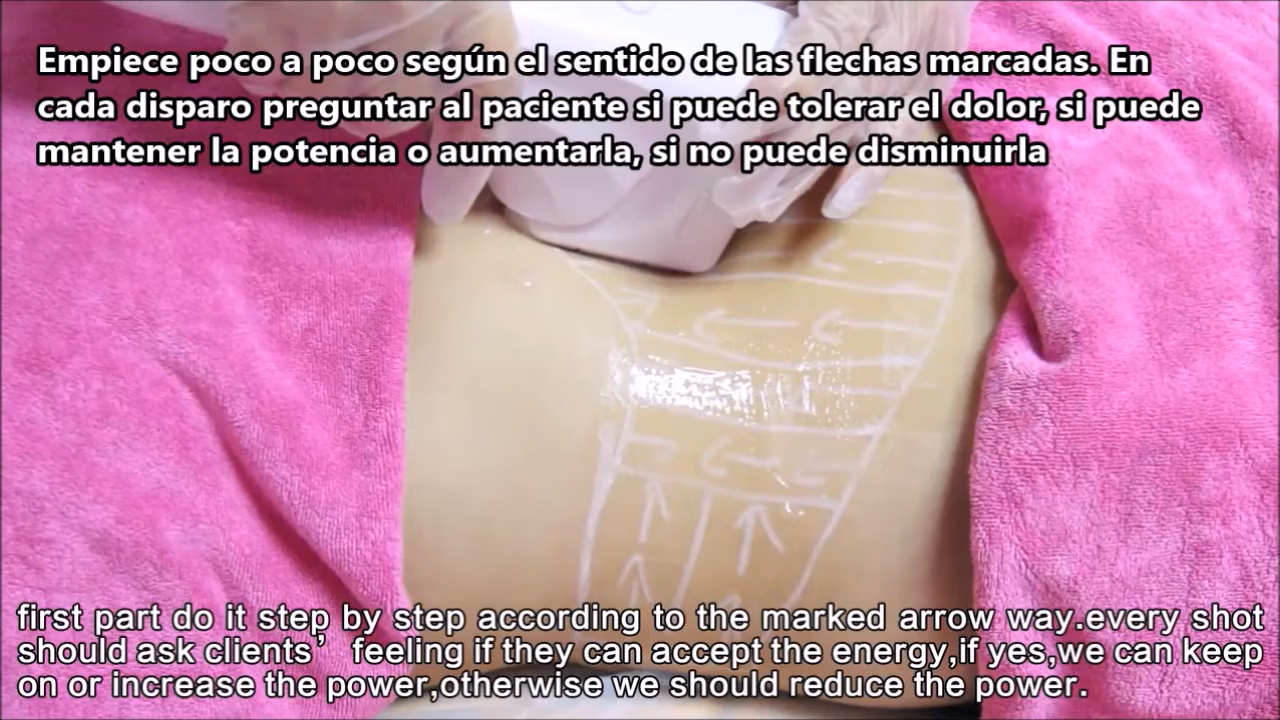 Empiece poco a poco según el sentido de las flechas marcadas. En
cada disparo preguntar al paciente si puede tolerar el dolor, si puede
mantener la potencia o aumentarla, si no puede disminuirla
first part do it step by step according to the marked arrow way.every shot
should ask clients’ feeling if they can accept the energy,if yes,we can keep
on or increase the power,otherwise we should reduce the power.